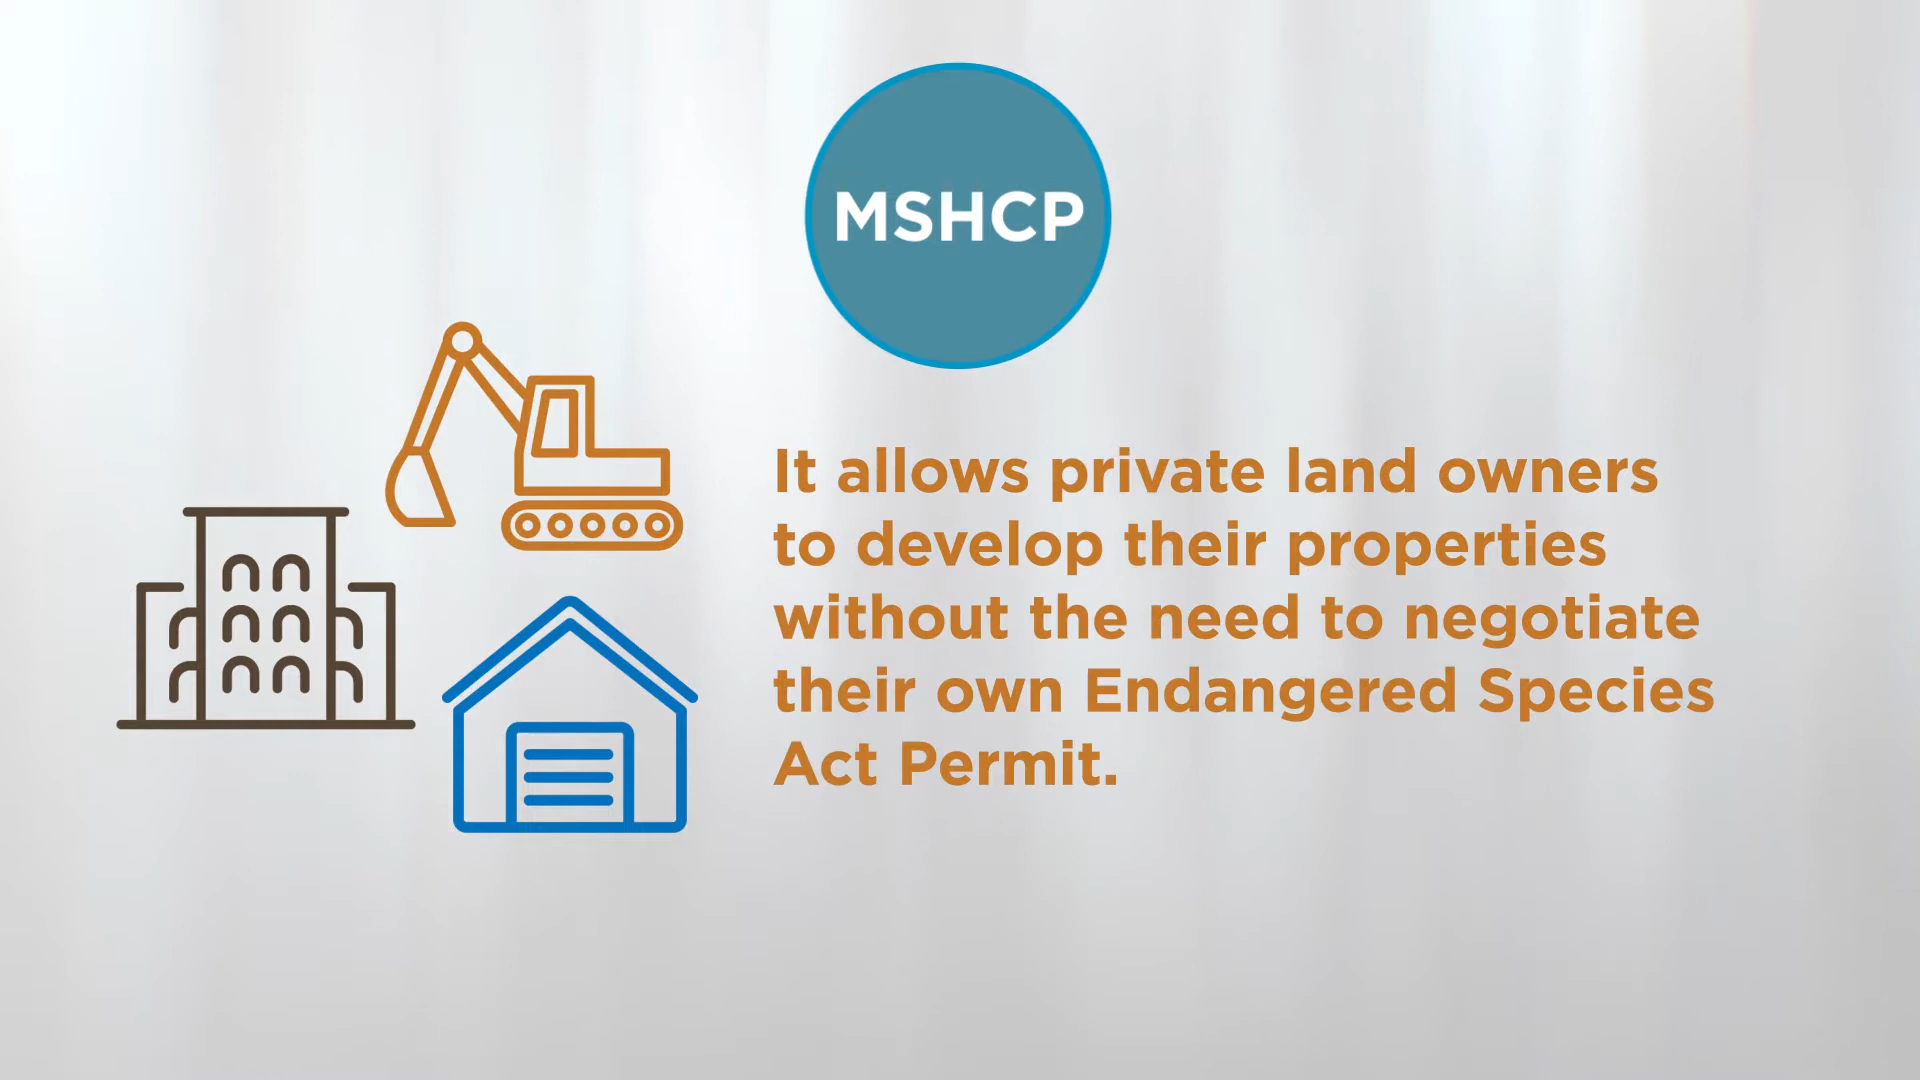 MSHCP
It allows private land owners
to develop their properties
without the need to negotiate
their own Endangered Species
Act Permit.